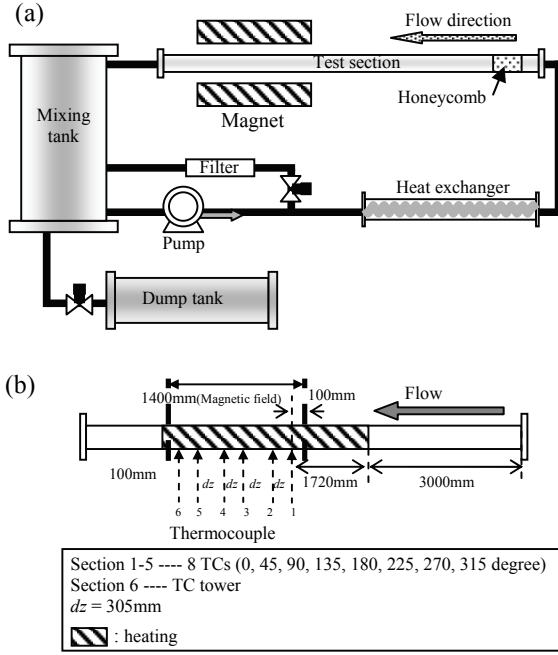 (a)
Flow direction
Test section
Honeycomb
Mixing
tank
Magnet
Filter
Heat exchanger
Pump
Dump tank
(b)
1400mm(Magnetic field)
100mm
Flow
100mm
dz dz dz dz
1720mm
3000mm
6 5 4 3 2 1
Thermocouple
Section 1-5 ---- 8 TCs (0, 45, 90, 135, 180, 225, 270, 315 degree)
Section 6 ---- TC tower
dz = 305mm
: heating